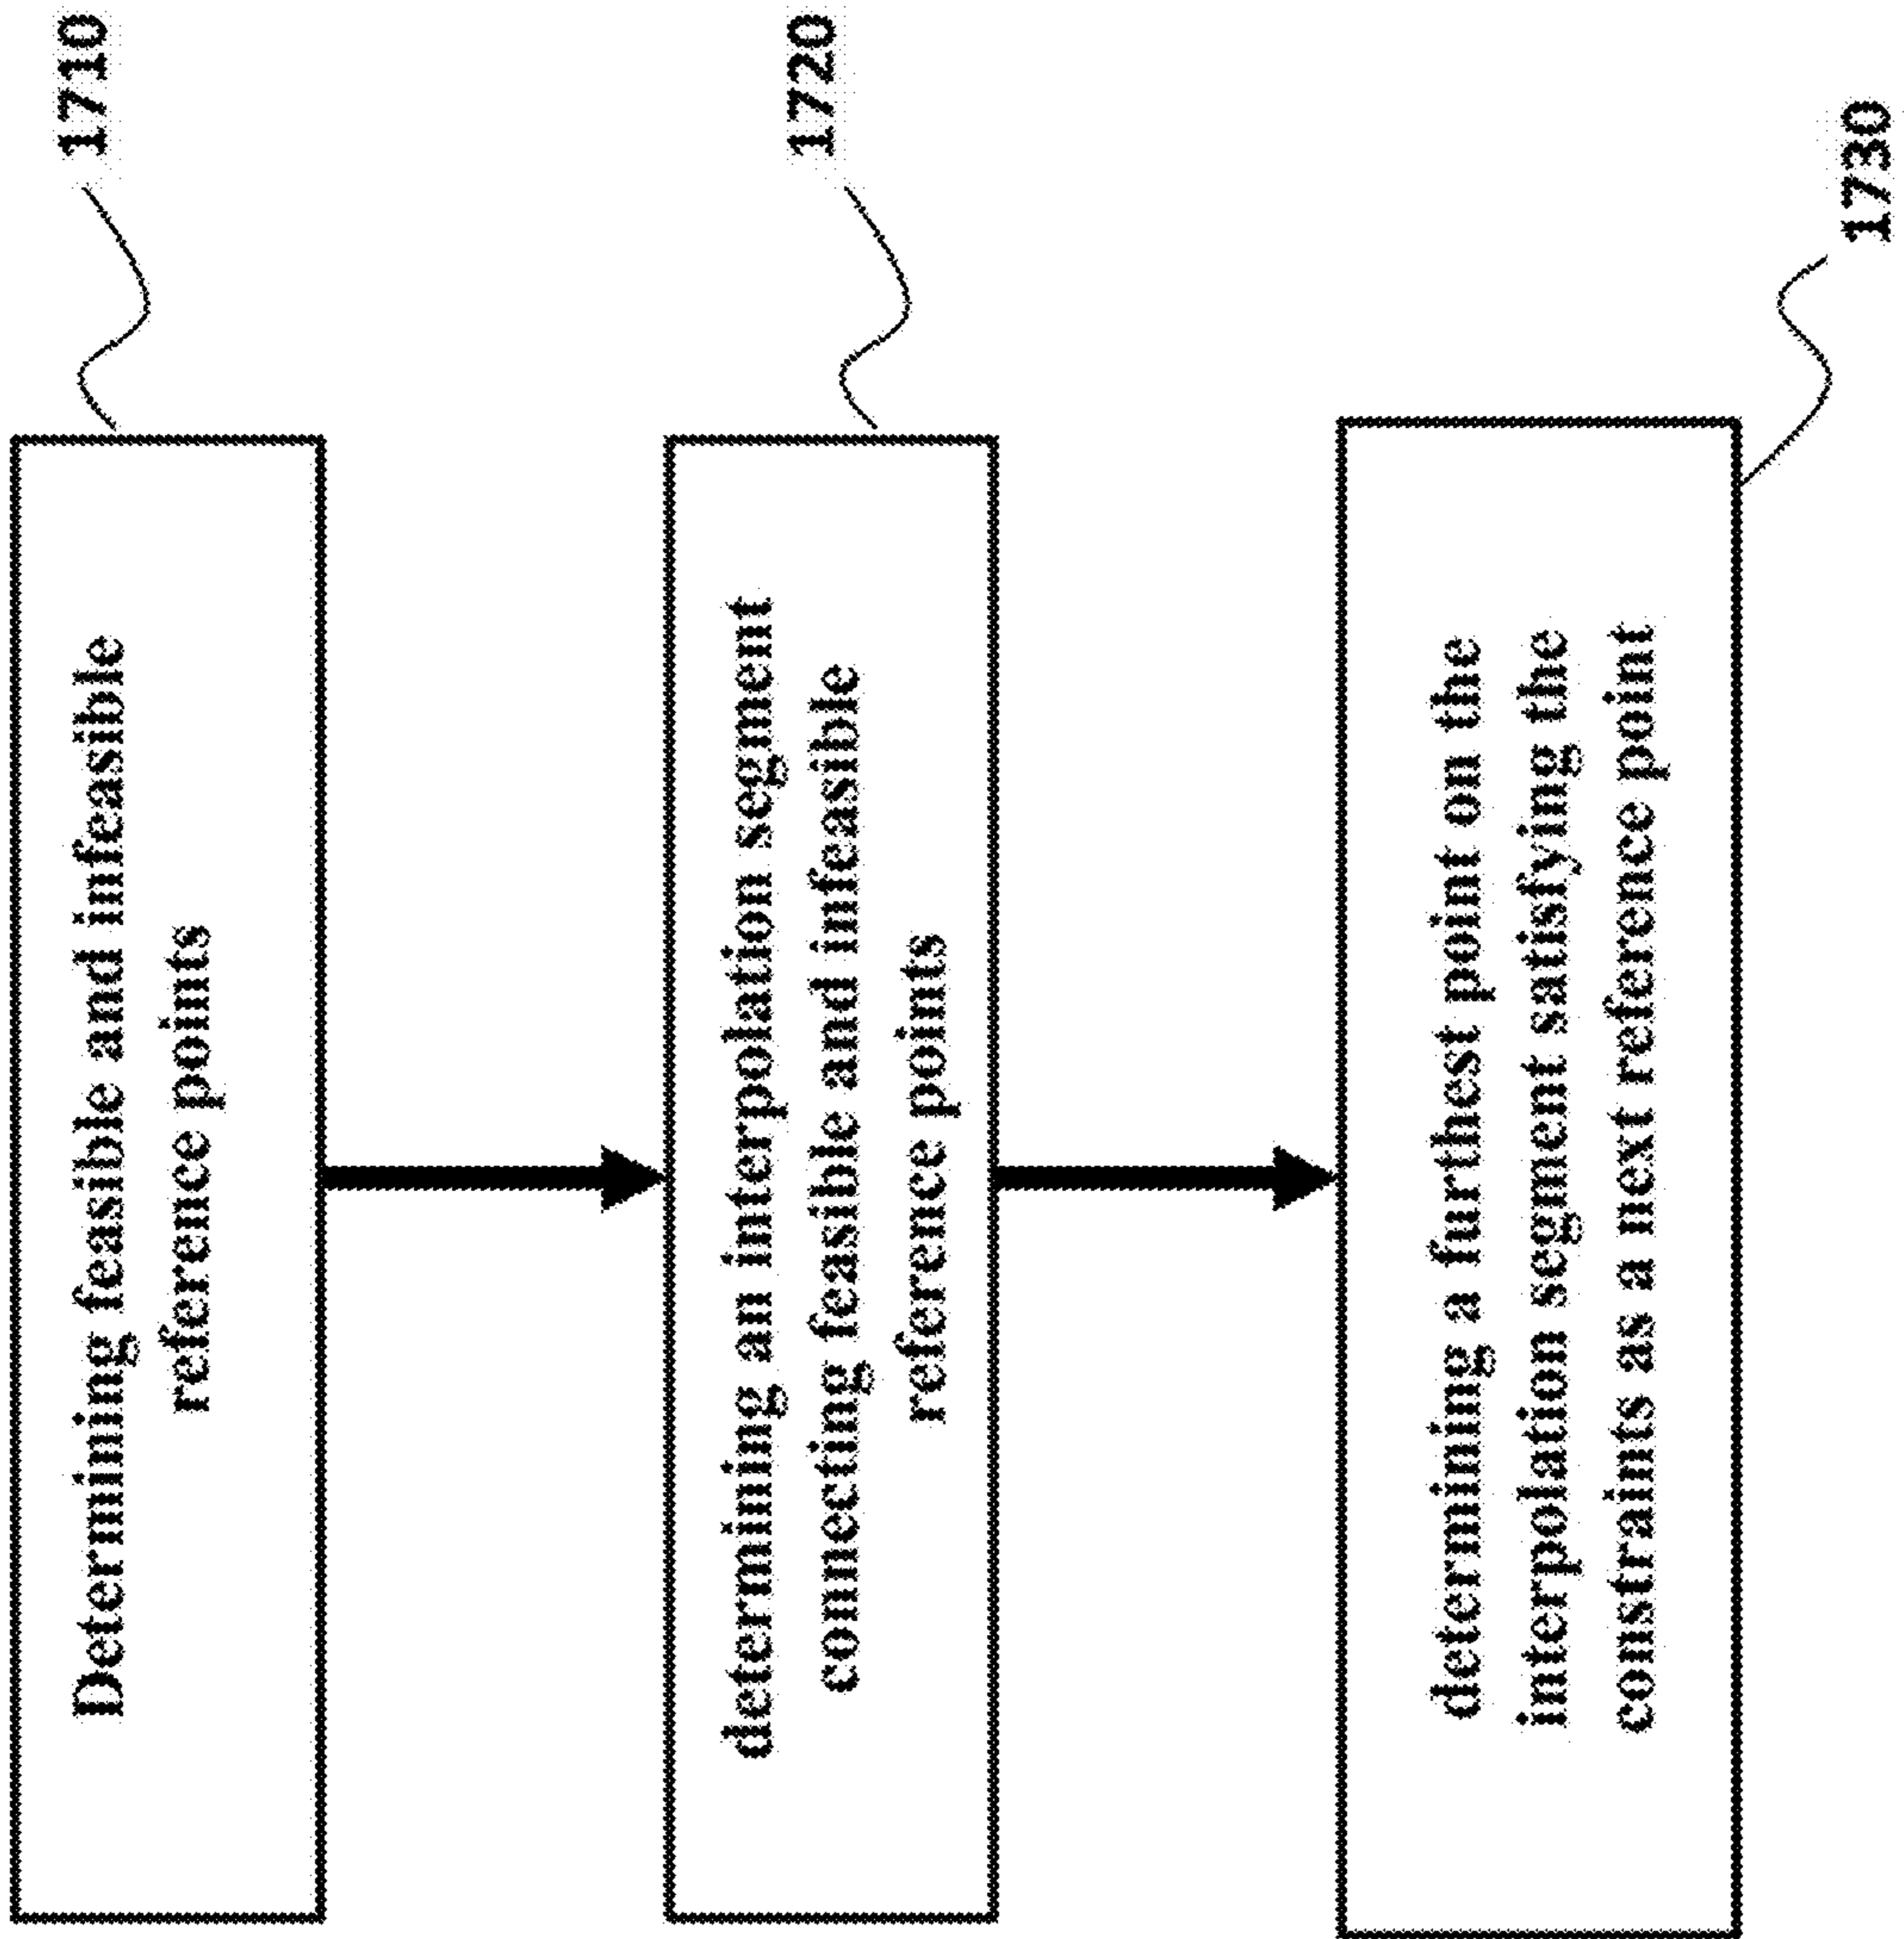 Determining feasible and infeasible
reference points
1710
determining an interpolation segment
connecting feasible and infeasible
reference points
1720
determining a furthest point on the
interpolation segment satisfying the
constraints as a next reference point
1730